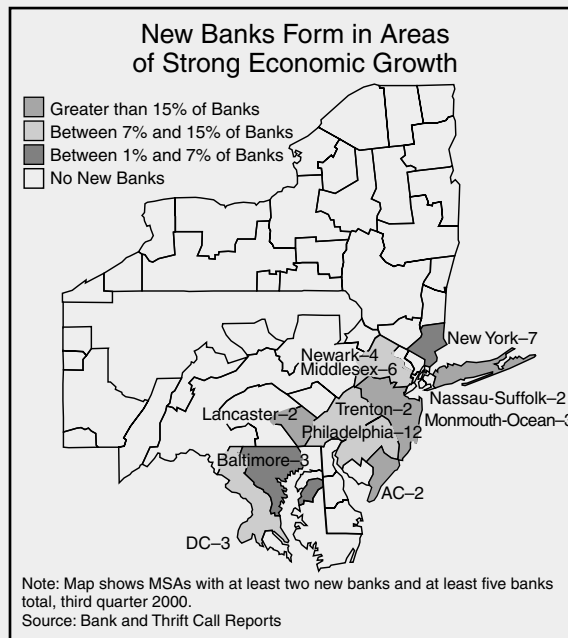 New Banks Form in Areas
of Strong Economic Growth
Greater than 15% of Banks
Between 7% and 15% of Banks
Between 1% and 7% of Banks
No New Banks
New York–7
Newark–4
Middlesex–6
Nassau-Suffolk–2
Lancaster–2
Trenton–2
Monmouth-Ocean–3
Philadelphia–12
Baltimore–3
AC–2
DC–3
Note: Map shows MSAs with at least two new banks and at least five banks
total, third quarter 2000.
Source: Bank and Thrift Call Reports